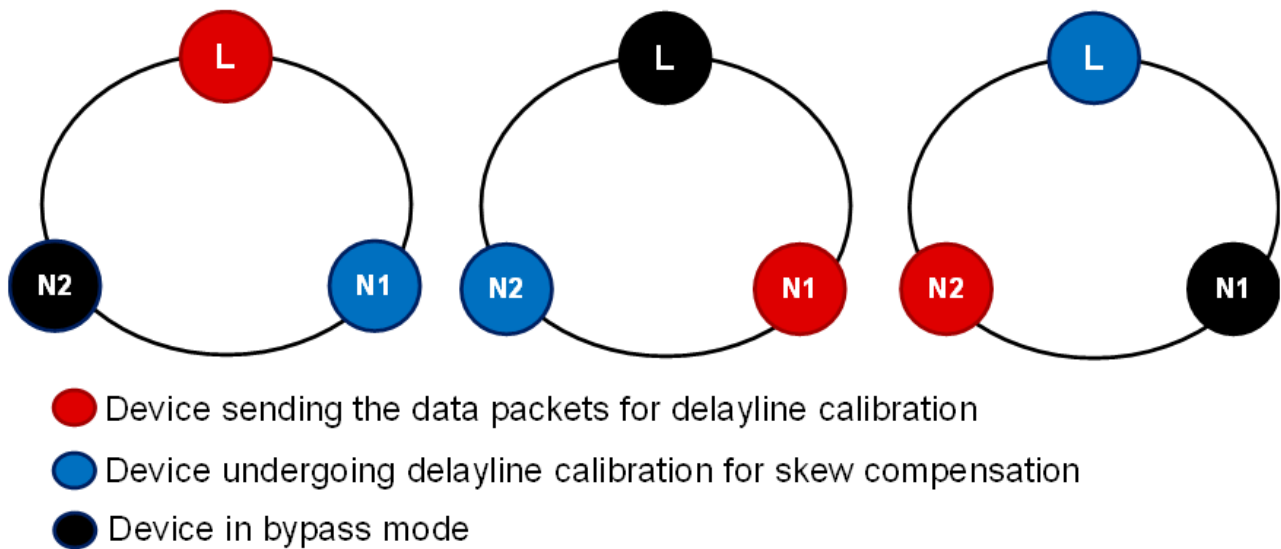 L
N2
N1
L
N2
N1
L
N2
N1
Device sending the data packets for delayline calibration
Device undergoing delayline calibration for skew compensation
Device in bypass mode